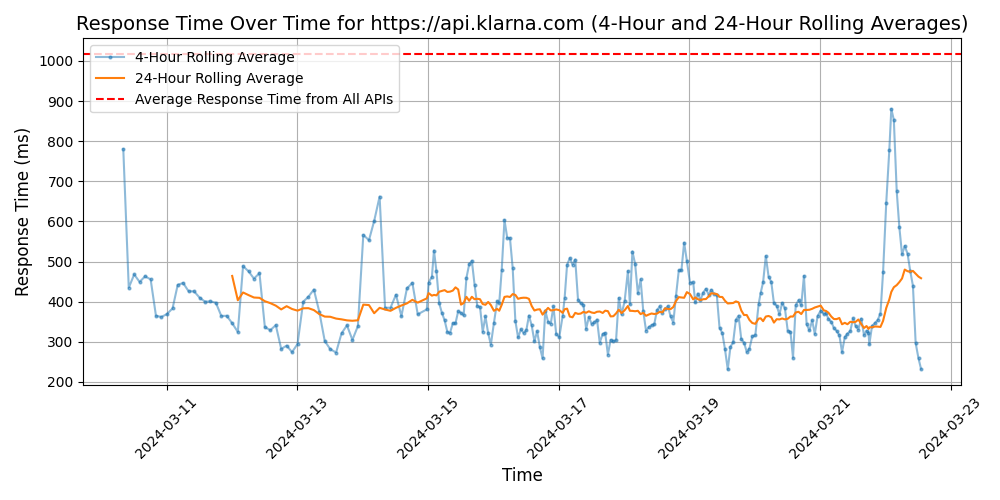 Response Time Over Time for https://api.klarna.com (4-Hour and 24-Hour Rolling Averages)
4-Hour Rolling Average
24-Hour Rolling Average
Average Response Time from All APIs
Response Time (ms)
1000
900
800
700
600
500
400
300
200
2024-03-11
2024-03-13
2024-03-15
2024-03-17
2024-03-19
2024-03-21
2024-03-23
Time